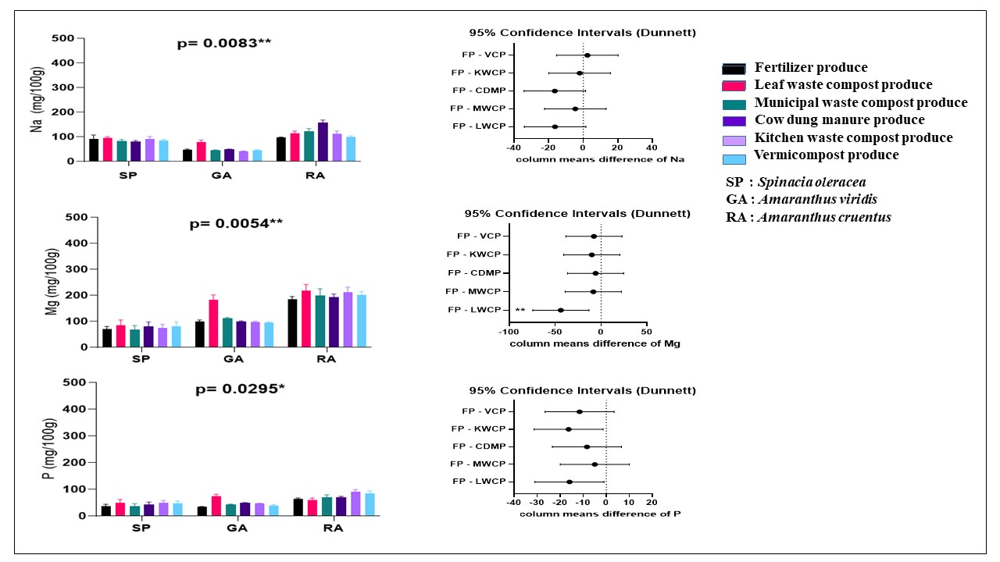 500
400
300
200
100
0
Na (mg/100g)
p= 0.0083**
SP
GA
RA
95% Confidence Intervals (Dunnett)
FP - VCP
FP - KWCP
FP - CDMP
FP - MWCP
FP - LWCP
-40
-20
0
20
40
column means difference of Na
Fertilizer produce
Leaf waste compost produce
Municipal waste compost produce
Cow dung manure produce
Kitchen waste compost produce
Vermicompost produce
SP : Spinacia oleracea
GA : Amaranthus viridis
RA : Amaranthus cruentus
500
400
300
200
100
0
Mg (mg/100g)
p= 0.0054**
SP
GA
RA
95% Confidence Intervals (Dunnett)
FP - VCP
FP - KWCP
FP - CDMP
FP - MWCP
FP - LWCP
**
-100
-50
0
50
column means difference of Mg
500
400
300
200
100
0
P (mg/100g)
p= 0.0295*
SP
GA
RA
95% Confidence Intervals (Dunnett)
FP - VCP
FP - KWCP
FP - CDMP
FP - MWCP
FP - LWCP
-40
-30
-20
-10
0
10
20
column means difference of P